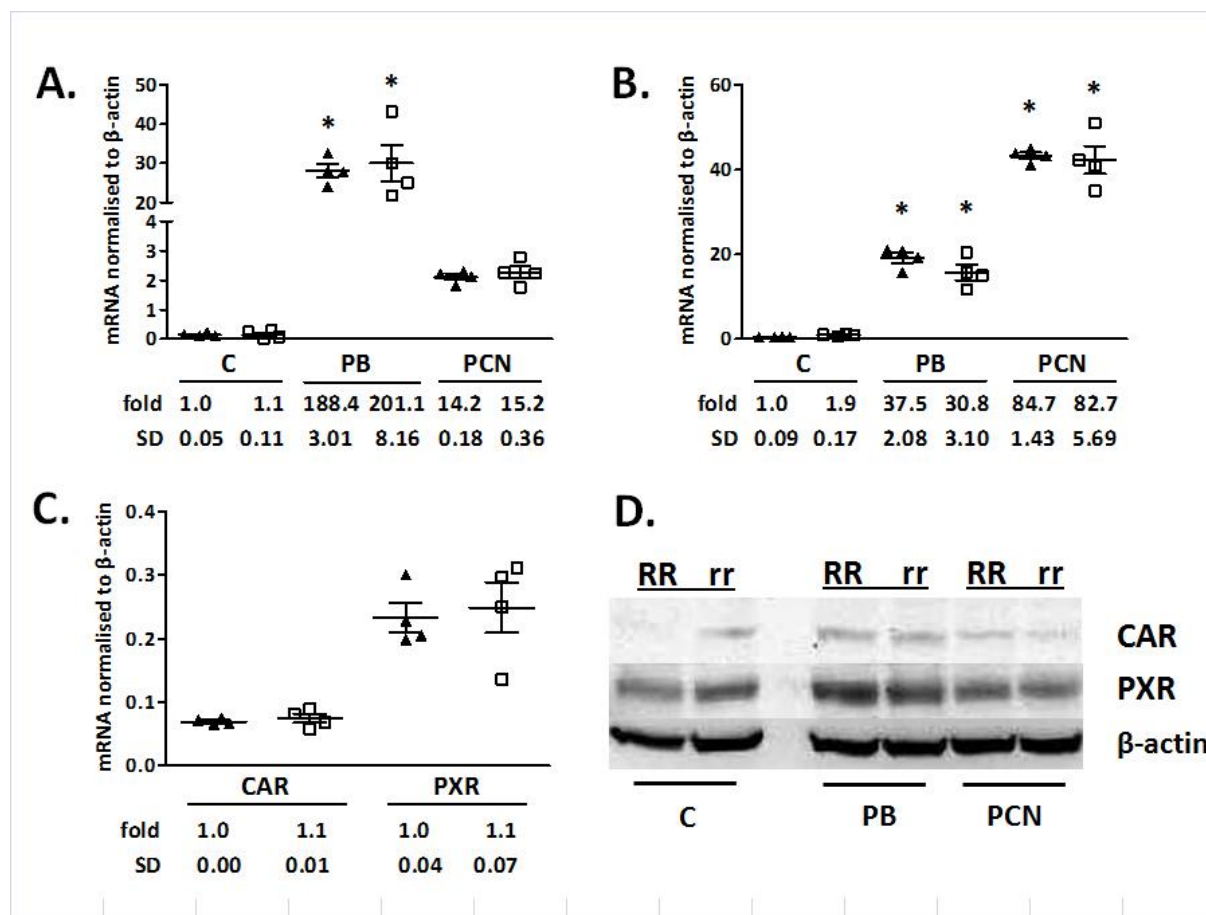 A.
mRNA normalised to β-actin
50
40
30
20
4
3
2
1
0
*
*
C PB PCN
fold 1.0 1.1 188.4 201.1 14.2 15.2
SD 0.05 0.11 3.01 8.16 0.18 0.36
B.
mRNA normalised to β-actin
60
40
20
0
*
*
*
*
C PB PCN
fold 1.0 1.9 37.5 30.8 84.7 82.7
SD 0.09 0.17 2.08 3.10 1.43 5.69
C.
mRNA normalised to β-actin
0.4
0.3
0.2
0.1
0.0
CAR PXR
fold 1.0 1.1 1.0 1.1
SD 0.00 0.01 0.04 0.07
D.
RR rr RR rr RR rr
CAR
PXR
β-actin
C PB PCN